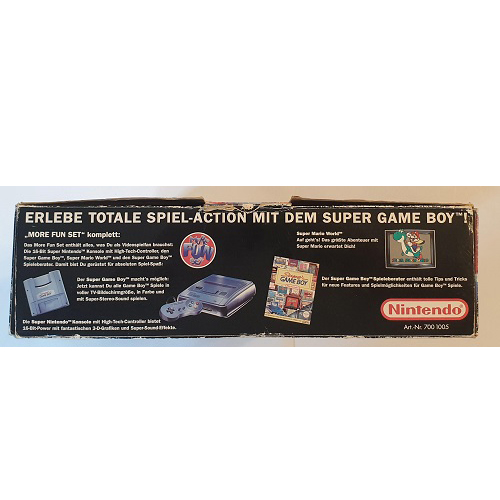 ERLEBE TOTALE SPIEL-ACTION MIT DEM SUPER GAME BOY™!
„MORE FUN SET“ komplett:
Das More Fun Set enthält alles, was Du als Videospielfan brauchst:
Die 16-Bit Super Nintendo™ Konsole mit High-Tech-Controller, den
Super Game Boy™, Super Mario World™ und den Super Game Boy™
Spieleberater. Damit bist Du gerüstet für absoluten Spiel-Spaß:
FUN
Super Mario World™
Auf geht's! Das größte Abenteuer mit
Super Mario erwartet Dich!
Der Super Game Boy™ macht's möglich:
Jetzt kannst Du alle Game Boy™ Spiele in
voller TV-Bildschirmgröße, in Farbe und
mit Super-Stereo-Sound spielen.
GAME BOY
Der Super Game Boy™ Spieleberater enthält tolle Tips und Tricks
für neue Features und Spielmöglichkeiten für Game Boy™ Spiele.
Die Super Nintendo™ Konsole mit High-Tech-Controller bietet
16-Bit-Power mit fantastischen 3-D-Grafiken und Super-Sound-Effekte.
Nintendo
Art.-Nr. 700 1005